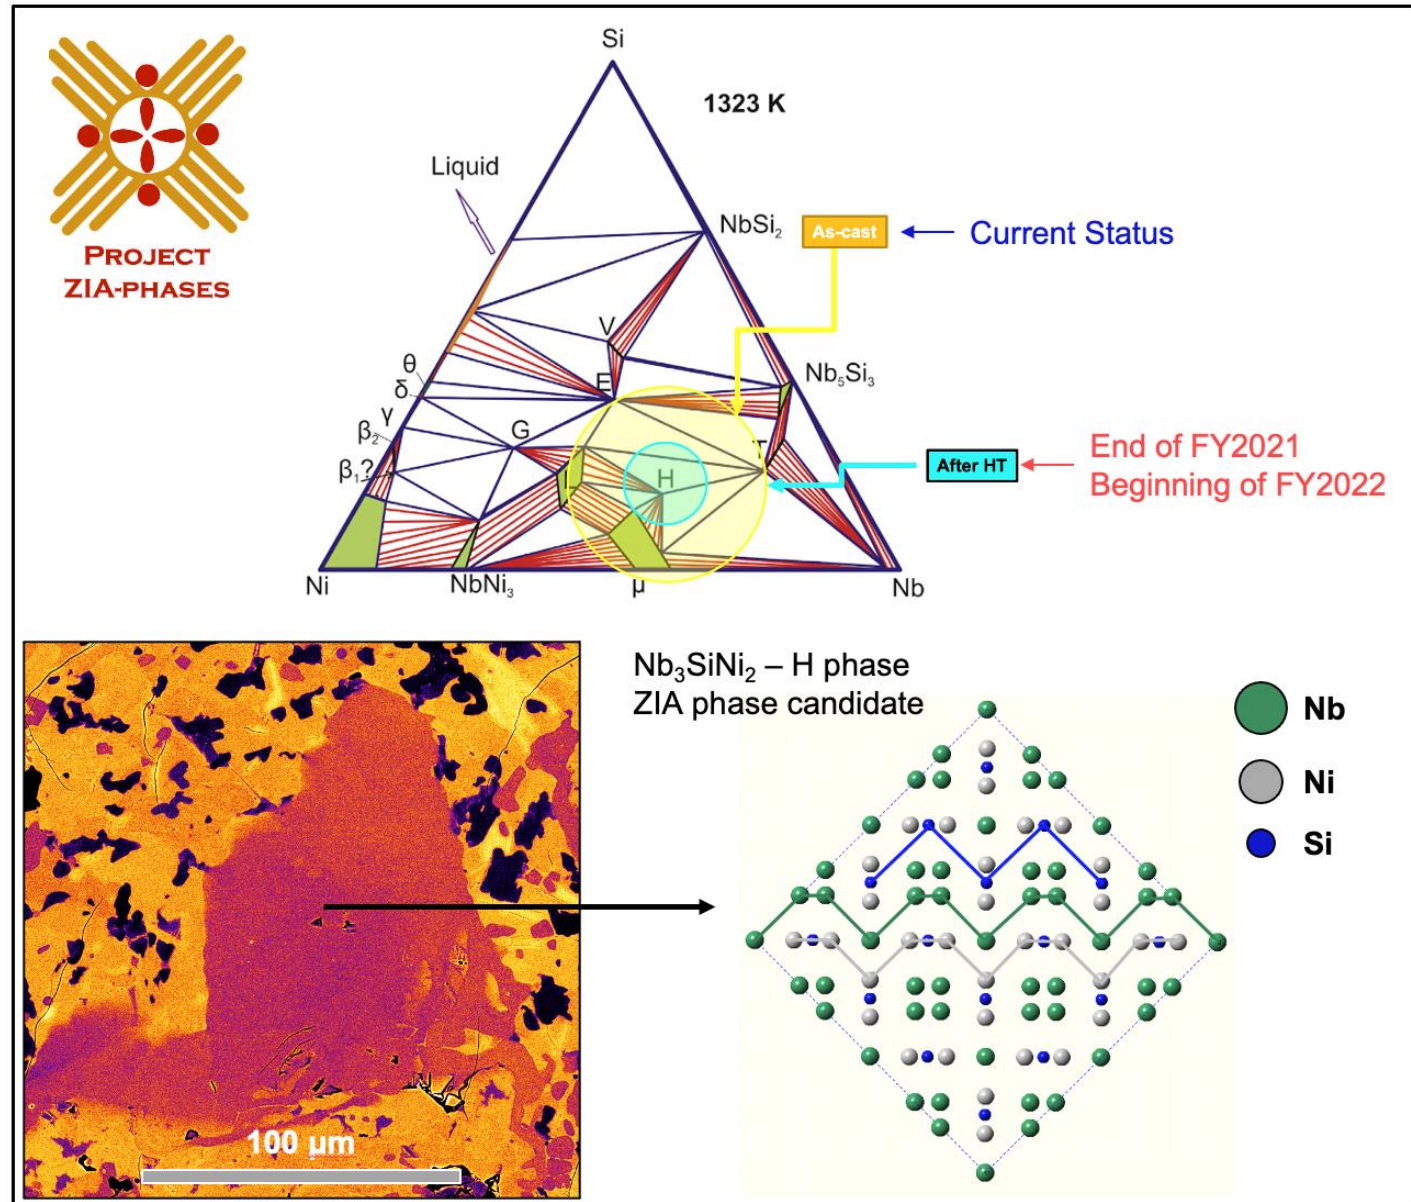 PROJECT
ZIA-PHASES
Si
1323 K
Liquid
NbSi₂
As-cast
Current Status
V
θ
E
Nb₅Si₃
δ
γ
β₂
G
T
β₁?
H
After HT
End of FY2021
Beginning of FY2022
Ni
NbNi₃
μ
Nb
Nb₃SiNi₂ – H phase
ZIA phase candidate
Nb
Ni
Si
100 μm